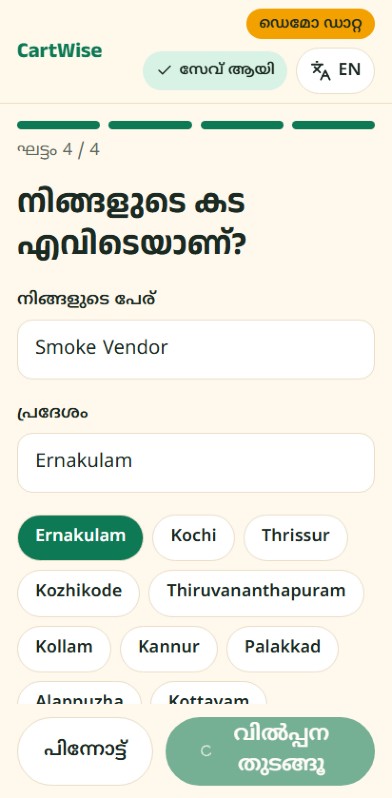 ഡെമോ ഡാറ്റ
CartWise
സേവ് ആയി
EN
ഘട്ടം 4 / 4
നിങ്ങളുടെ കട
എവിടെയാണ്?
നിങ്ങളുടെ പേര്
Smoke Vendor
പ്രദേശം
Ernakulam
Ernakulam Kochi Thrissur
Kozhikode Thiruvananthapuram
Kollam Kannur Palakkad
Alappuzha Kottayam
പിന്നോട്ട്
വിൽപ്പന
തുടങ്ങൂ